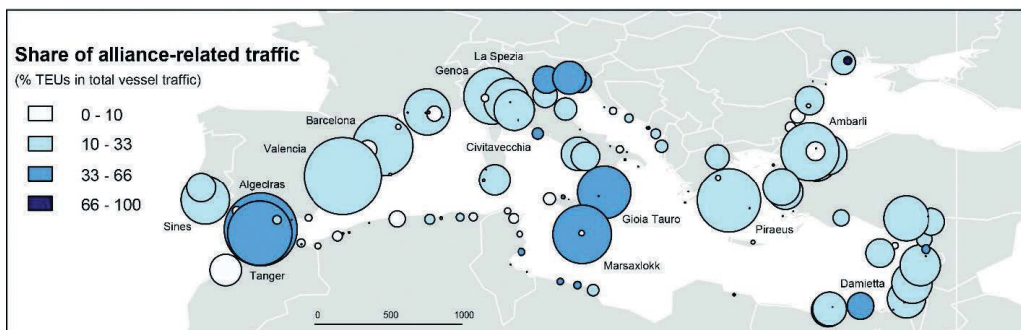 Share of alliance-related traffic
(% TEUs in total vessel traffic)
0 - 10
10 - 33
33 - 66
66 - 100
La Spezia
Genoa
Barcelona
Valencia
Civitavecchia
Ambarli
Algeciras
Sines
Tanger
Gioia Tauro
Marsaxlokk
Piraeus
Damietta
0 500 1000